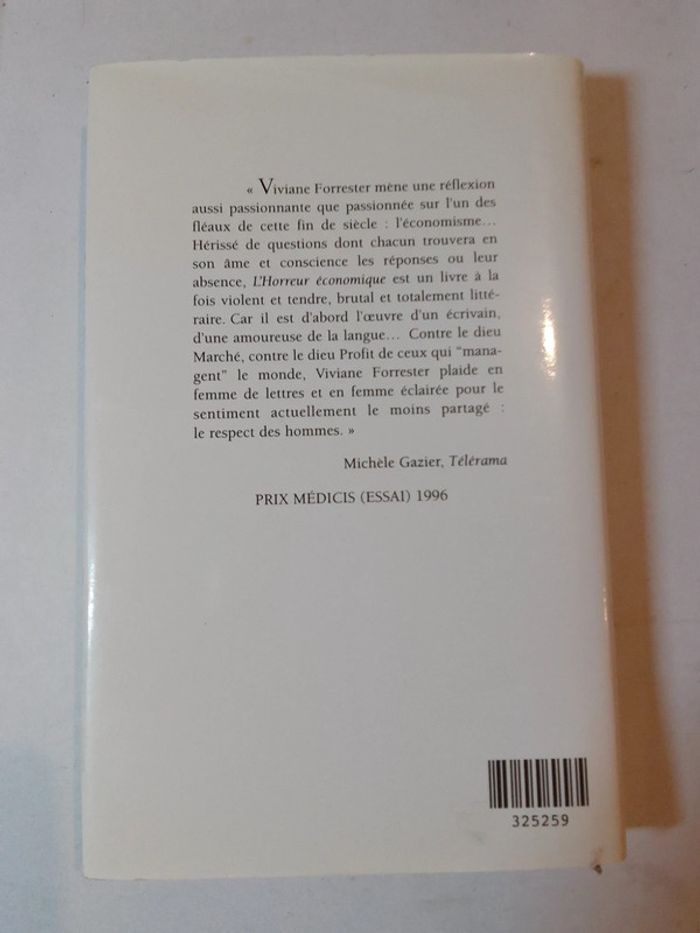 « Viviane Forrester mène une réflexion
aussi passionnante que passionnée sur l'un des
fléaux de cette fin de siècle : l'économisme...
Hérissé de questions dont chacun trouvera en
son âme et conscience les réponses ou leur
absence, L'Horreur économique est un livre à la
fois violent et tendre, brutal et totalement litté-
raire. Car il est d'abord l'œuvre d'un écrivain,
d'une amoureuse de la langue... Contre le dieu
Marché, contre le dieu Profit de ceux qui "mana-
gent" le monde, Viviane Forrester plaide en
femme de lettres et en femme éclairée pour le
sentiment actuellement le moins partagé :
le respect des hommes. »
Michèle Gazier, Télérama
PRIX MÉDICIS (ESSAI) 1996
325259